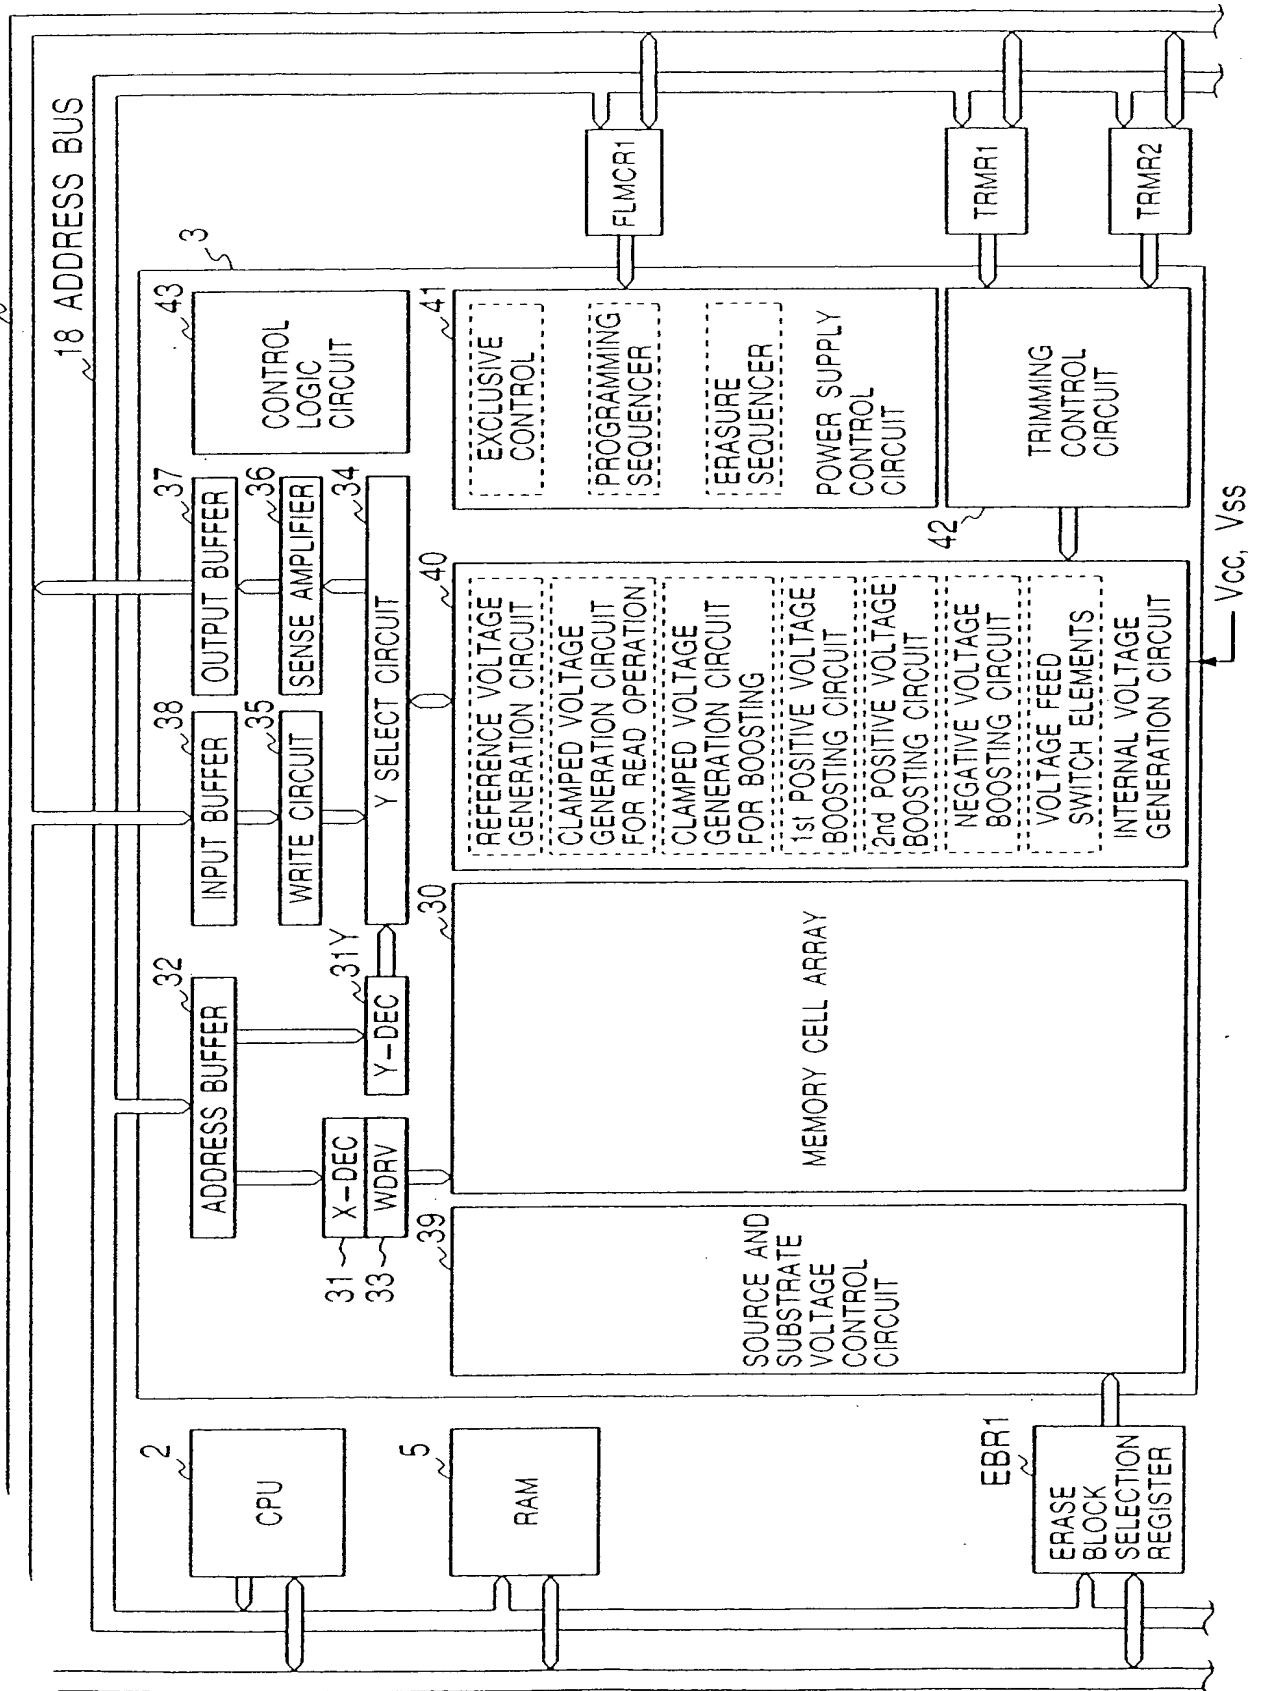 18 ADDRESS BUS
2
CPU
5
RAM
EBR1
ERASE
BLOCK
SELECTION
REGISTER
3
32
ADDRESS BUFFER
31
X-DEC
33
WDRV
31Y
Y-DEC
38
INPUT BUFFER
35
WRITE CIRCUIT
37
OUTPUT BUFFER
36
SENSE AMPLIFIER
34
Y SELECT CIRCUIT
43
CONTROL
LOGIC
CIRCUIT
39
SOURCE AND
SUBSTRATE
VOLTAGE
CONTROL
CIRCUIT
30
MEMORY CELL ARRAY
40
REFERENCE VOLTAGE
GENERATION CIRCUIT
CLAMPED VOLTAGE
GENERATION CIRCUIT
FOR READ OPERATION
CLAMPED VOLTAGE
GENERATION CIRCUIT
FOR BOOSTING
1st POSITIVE VOLTAGE
BOOSTING CIRCUIT
2nd POSITIVE VOLTAGE
BOOSTING CIRCUIT
NEGATIVE VOLTAGE
BOOSTING CIRCUIT
VOLTAGE FEED
SWITCH ELEMENTS
INTERNAL VOLTAGE
GENERATION CIRCUIT
41
EXCLUSIVE
CONTROL
PROGRAMMING
SEQUENCER
ERASURE
SEQUENCER
POWER SUPPLY
CONTROL
CIRCUIT
42
TRIMMING
CONTROL
CIRCUIT
FLMCR1
TRMR1
TRMR2
Vcc, Vss